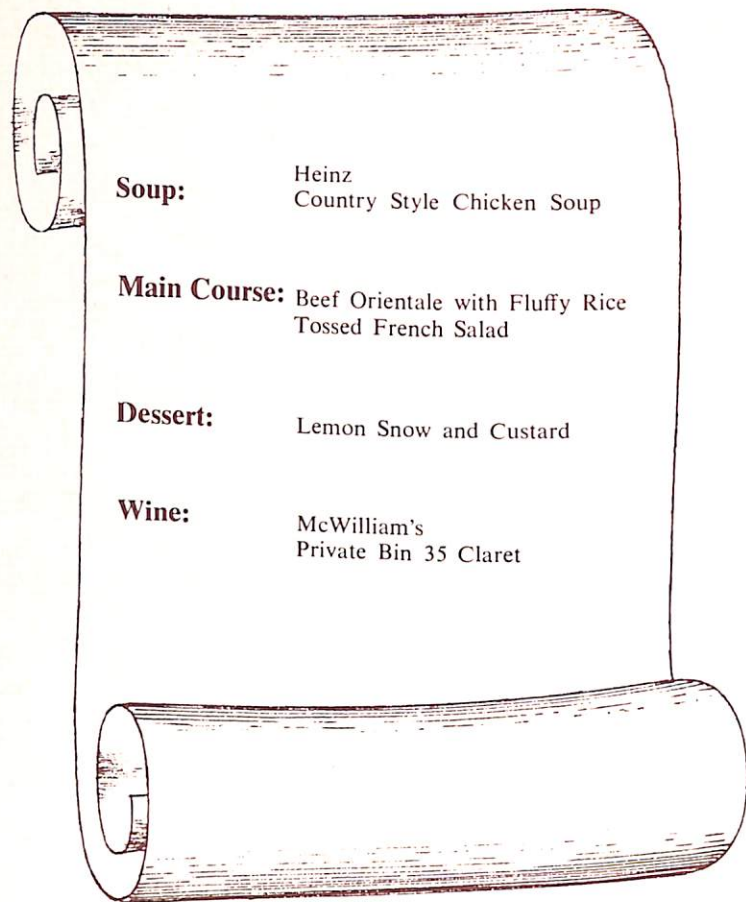 Soup:
Heinz
Country Style Chicken Soup
Main Course:
Beef Orientale with Fluffy Rice
Tossed French Salad
Dessert:
Lemon Snow and Custard
Wine:
McWilliam's
Private Bin 35 Claret